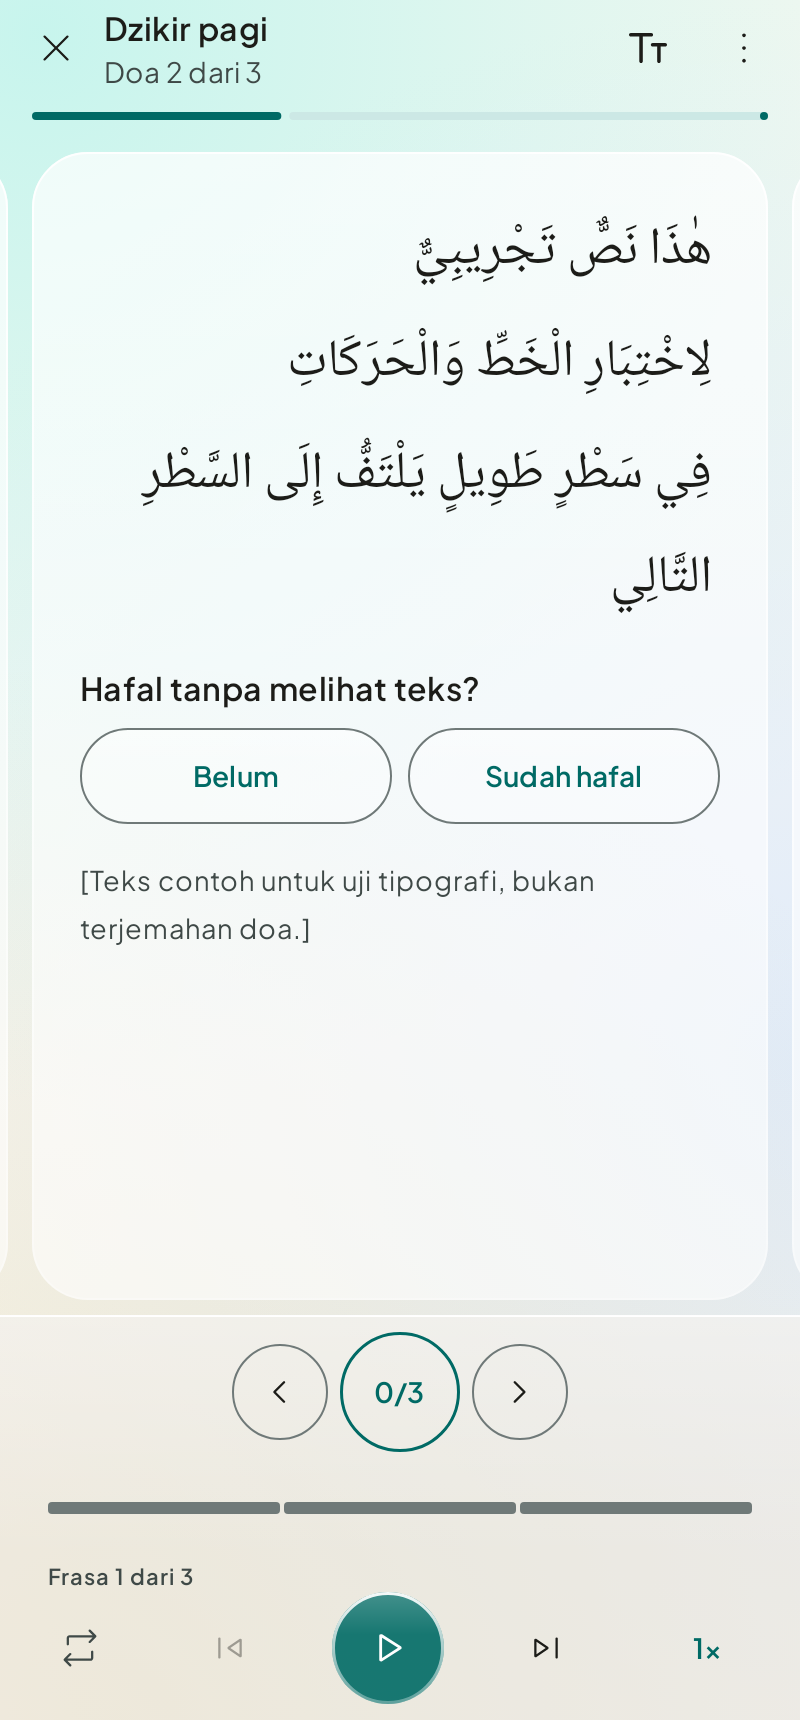 Dzikir pagi
Doa 2 dari 3
هٰذَا نَصٌّ تَجْرِيبِيٌّ
لِاخْتِبَارِ الْخَطِّ وَالْحَرَكَاتِ
فِي سَطْرٍ طَوِيلٍ يَلْتَفُّ إِلَى السَّطْرِ
التَّالِي
Hafal tanpa melihat teks?
Belum
Sudah hafal
[Teks contoh untuk uji tipografi, bukan
terjemahan doa.]
0/3
Frasa 1 dari 3
1×